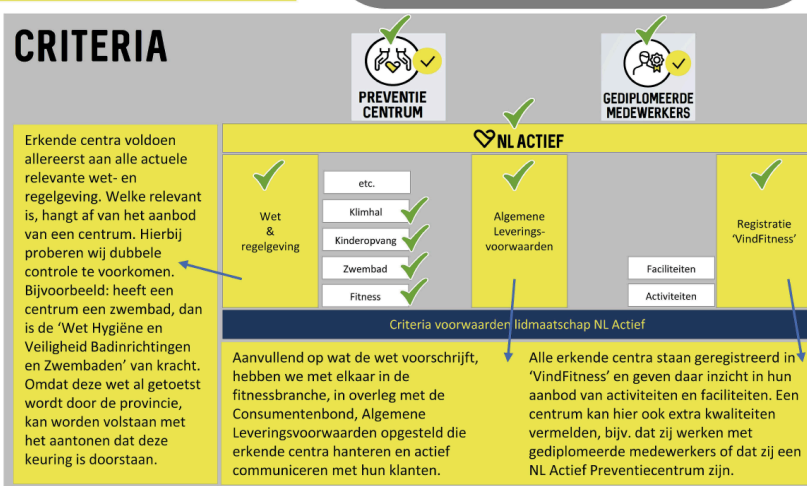 CRITERIA
PREVENTIE
CENTRUM
GEDIPLOMEERDE
MEDEWERKERS
NL ACTIEF
Erkende centra voldoen
allereerst aan alle actuele
relevante wet- en
regelgeving. Welke relevant
is, hangt af van het aanbod
van een centrum. Hierbij
proberen wij dubbele
controle te voorkomen.
Bijvoorbeeld: heeft een
centrum een zwembad, dan
is de ‘Wet Hygiëne en
Veiligheid Badinrichtingen
en Zwembaden’ van kracht.
Omdat deze wet al getoetst
wordt door de provincie,
kan worden volstaan met
het aantonen dat deze
keuring is doorstaan.
Wet
&
regelgeving
etc.
Klimhal
Kinderopvang
Zwembad
Fitness
Algemene
Leverings-
voorwaarden
Faciliteiten
Activiteiten
Registratie
‘VindFitness’
Criteria voorwaarden lidmaatschap NL Actief
Aanvullend op wat de wet voorschrijft,
hebben we met elkaar in de
fitnessbranche, in overleg met de
Consumentenbond, Algemene
Leveringsvoorwaarden opgesteld die
erkende centra hanteren en actief
communiceren met hun klanten.
Alle erkende centra staan geregistreerd in
‘VindFitness’ en geven daar inzicht in hun
aanbod van activiteiten en faciliteiten. Een
centrum kan hier ook extra kwaliteiten
vermelden, bijv. dat zij werken met
gediplomeerde medewerkers of dat zij een
NL Actief Preventiecentrum zijn.